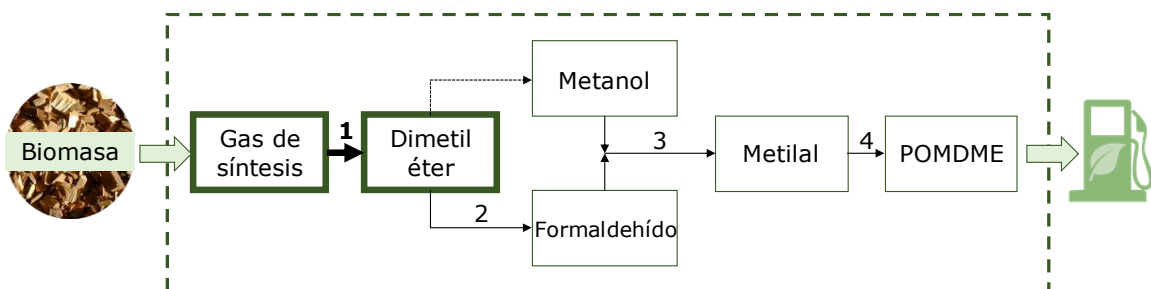 Biomasa
Gas de
síntesis
1
Dimetil
éter
2
Metanol
Formaldehído
3
Metilal
4
POMDME